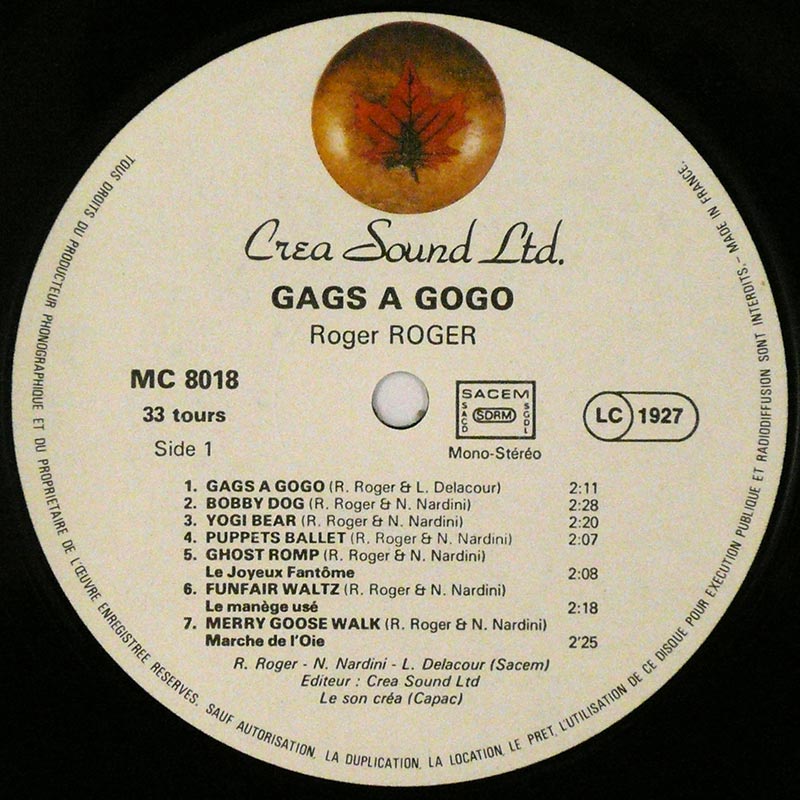 Crea Sound Ltd.
GAGS A GOGO
Roger ROGER
MC 8018
33 tours
Side 1
SACEM
SACD
SDRM
SGDL
Mono-Stéréo
LC 1927
1. GAGS A GOGO (R. Roger & L. Delacour) 2:11
2. BOBBY DOG (R. Roger & N. Nardini) 2:28
3. YOGI BEAR (R. Roger & N. Nardini) 2:20
4. PUPPETS BALLET (R. Roger & N. Nardini) 2:07
5. GHOST ROMP (R. Roger & N. Nardini)
Le Joyeux Fantôme 2:08
6. FUNFAIR WALTZ (R. Roger & N. Nardini)
Le manège usé 2:18
7. MERRY GOOSE WALK (R. Roger & N. Nardini)
Marche de l'Oie 2'25
R. Roger - N. Nardini - L. Delacour (Sacem)
Editeur : Crea Sound Ltd
Le son créa (Capac)
TOUS DROITS DU PRODUCTEUR PHONOGRAPHIQUE ET DU PROPRIETAIRE DE L'ŒUVRE ENREGISTREE RESERVES. SAUF AUTORISATION, LA DUPLICATION, LA LOCATION, LE PRET, L'UTILISATION DE CE DISQUE POUR EXECUTION PUBLIQUE ET RADIODIFFUSION SONT INTERDITS. - MADE IN FRANCE.